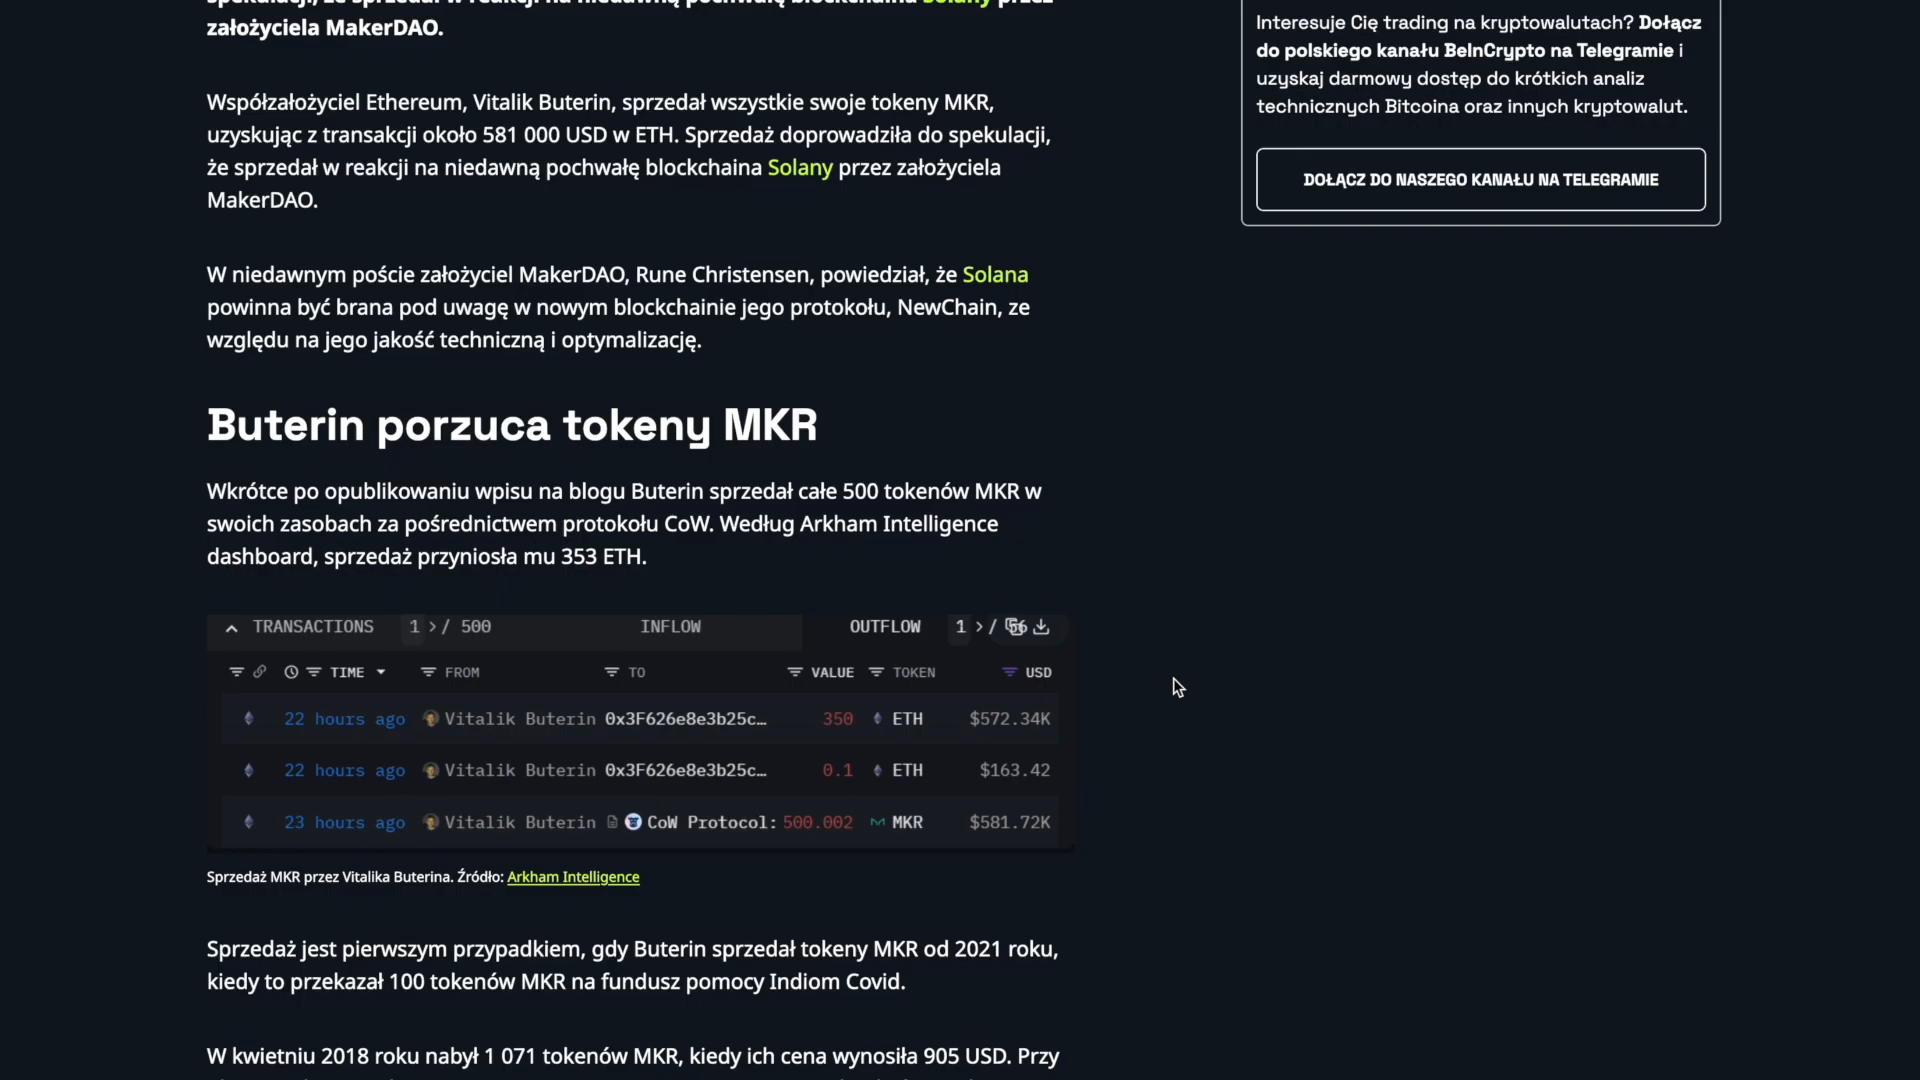 spekulacji, że sprzedał w reakcji na niedawną pochwałę blockchaina Solany przez
założyciela MakerDAO.
Współzałożyciel Ethereum, Vitalik Buterin, sprzedał wszystkie swoje tokeny MKR,
uzyskując z transakcji około 581 000 USD w ETH. Sprzedaż doprowadziła do spekulacji,
że sprzedał w reakcji na niedawną pochwałę blockchaina Solany przez założyciela
MakerDAO.
W niedawnym poście założyciel MakerDAO, Rune Christensen, powiedział, że Solana
powinna być brana pod uwagę w nowym blockchainie jego protokołu, NewChain, ze
względu na jego jakość techniczną i optymalizację.
Buterin porzuca tokeny MKR
Wkrótce po opublikowaniu wpisu na blogu Buterin sprzedał całe 500 tokenów MKR w
swoich zasobach za pośrednictwem protokołu CoW. Według Arkham Intelligence
dashboard, sprzedaż przyniosła mu 353 ETH.
TRANSACTIONS 1 > / 500 INFLOW OUTFLOW 1 > / 56
TIME FROM TO VALUE TOKEN USD
22 hours ago Vitalik Buterin 0x3F626e8e3b25c… 350 ETH $572.34K
22 hours ago Vitalik Buterin 0x3F626e8e3b25c… 0.1 ETH $163.42
23 hours ago Vitalik Buterin CoW Protocol: 500.002 MKR $581.72K
Sprzedaż MKR przez Vitalika Buterina. Źródło: Arkham Intelligence
Sprzedaż jest pierwszym przypadkiem, gdy Buterin sprzedał tokeny MKR od 2021 roku,
kiedy to przekazał 100 tokenów MKR na fundusz pomocy Indiom Covid.
W kwietniu 2018 roku nabył 1 071 tokenów MKR, kiedy ich cena wynosiła 905 USD. Przy
Interesuje Cię trading na kryptowalutach? Dołącz
do polskiego kanału BeInCrypto na Telegramie i
uzyskaj darmowy dostęp do krótkich analiz
technicznych Bitcoina oraz innych kryptowalut.
DOŁĄCZ DO NASZEGO KANAŁU NA TELEGRAMIE